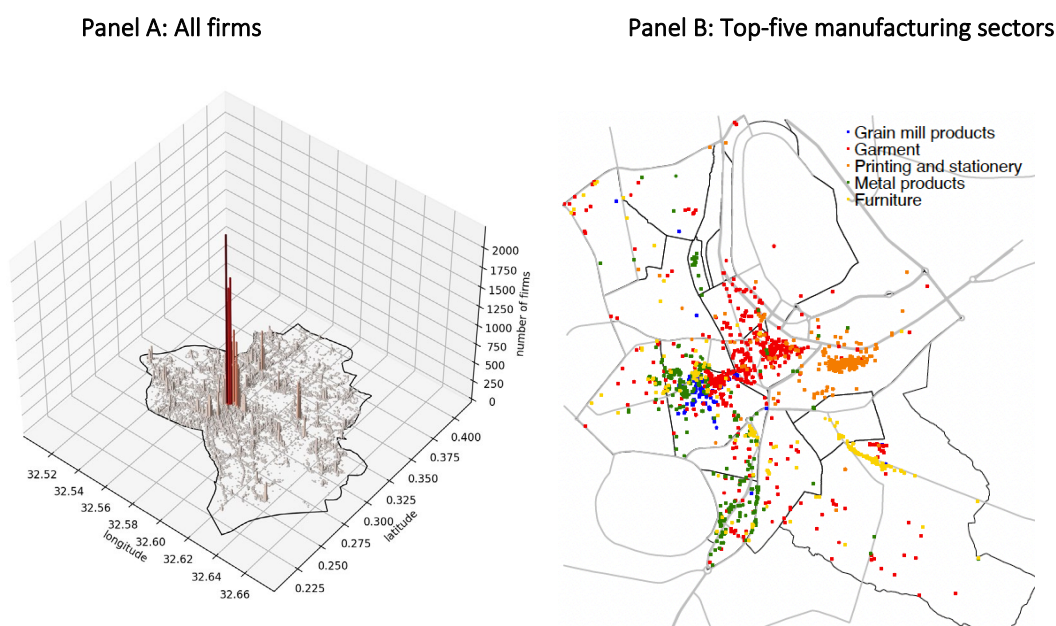 Panel A: All firms
Panel B: Top-five manufacturing sectors
2000
1750
1500
1250
1000
750
500
250
0
number of firms
32.52
32.54
32.56
32.58
32.60
32.62
32.64
32.66
longitude
0.225
0.250
0.275
0.300
0.325
0.350
0.375
0.400
latitude
Grain mill products
Garment
Printing and stationery
Metal products
Furniture